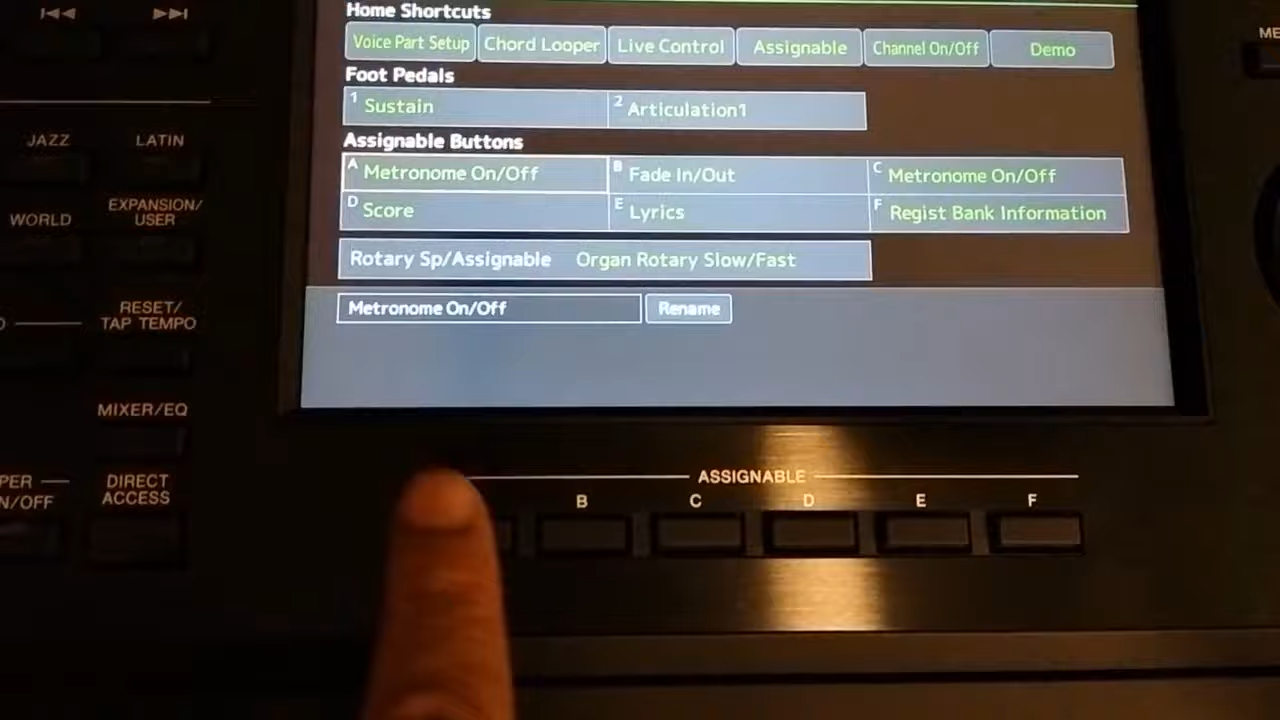 Home Shortcuts
Voice Part Setup Chord Looper Live Control Assignable Channel On/Off Demo
Foot Pedals
1 Sustain 2 Articulation1
Assignable Buttons
A Metronome On/Off B Fade In/Out C Metronome On/Off
D Score E Lyrics F Regist Bank Information
Rotary Sp/Assignable Organ Rotary Slow/Fast
Metronome On/Off Rename
JAZZ LATIN
WORLD EXPANSION/
USER
RESET/
TAP TEMPO
MIXER/EQ
DIRECT
ACCESS
ASSIGNABLE
B C D E F